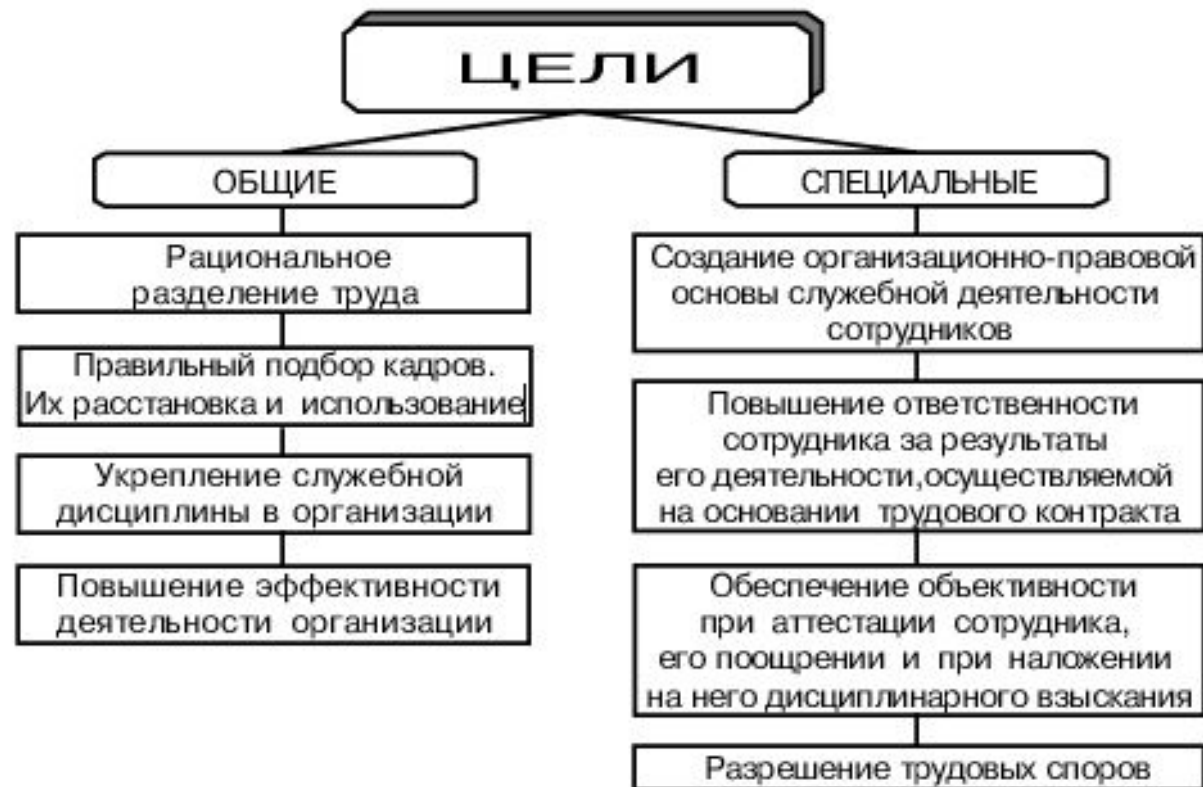 ЦЕЛИ
ОБЩИЕ
Рациональное
разделение труда
Правильный подбор кадров.
Их расстановка и использование
Укрепление служебной
дисциплины в организации
Повышение эффективности
деятельности организации
СПЕЦИАЛЬНЫЕ
Создание организационно-правовой
основы служебной деятельности
сотрудников
Повышение ответственности
сотрудника за результаты
его деятельности,осуществляемой
на основании трудового контракта
Обеспечение объективности
при аттестации сотрудника,
его поощрении и при наложении
на него дисциплинарного взыскания
Разрешение трудовых споров